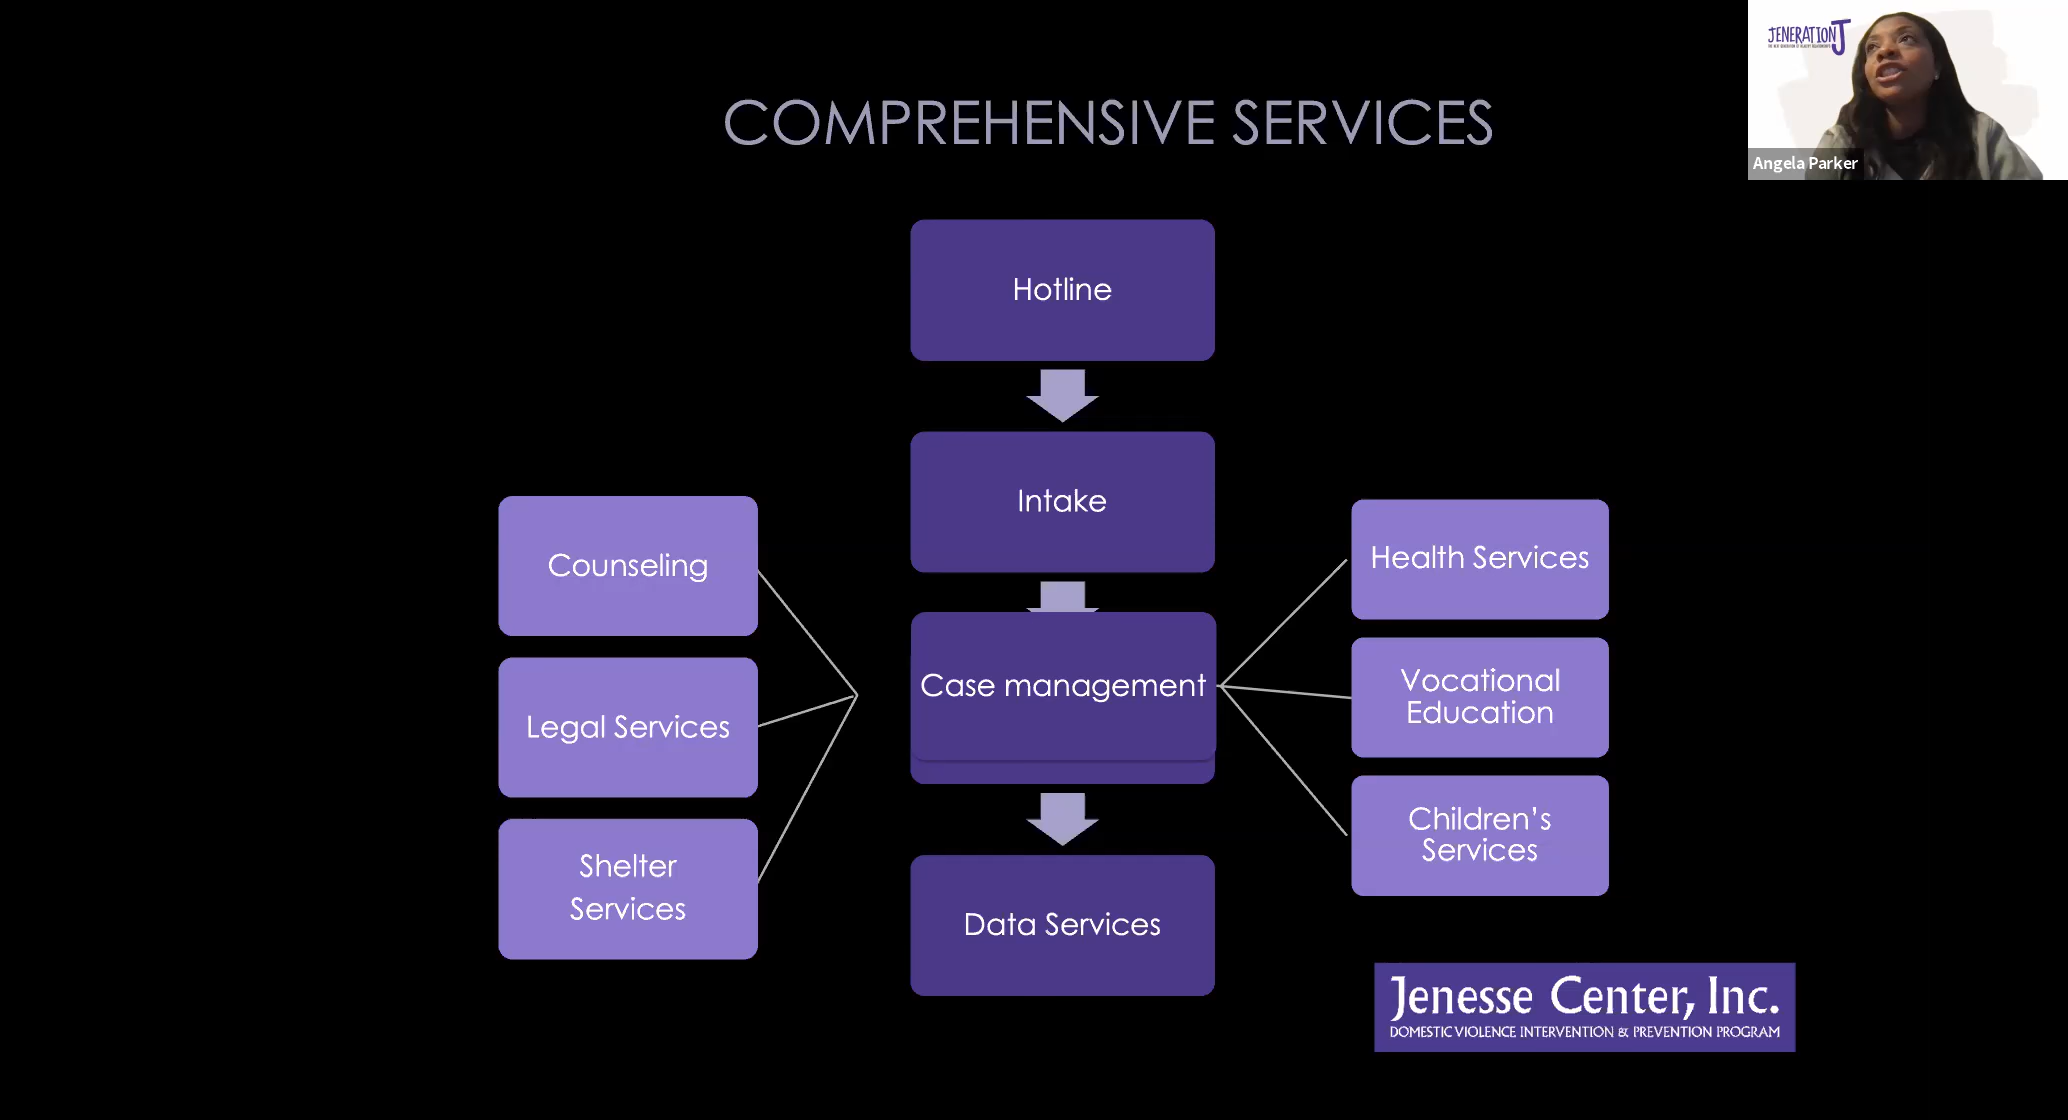 JENERATIONJ
COMPREHENSIVE SERVICES
Angela Parker
Hotline
Intake
Counseling
Health Services
Case management
Vocational
Education
Legal Services
Children's
Services
Shelter
Services
Data Services
Jenesse Center, Inc.
DOMESTIC VIOLENCE INTERVENTION & PREVENTION PROGRAM